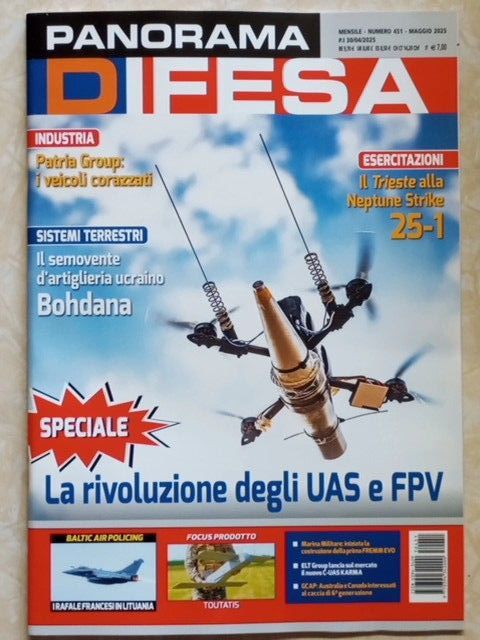 PANORAMA
DIFESA
MENSILE - NUMERO 451 - MAGGIO 2025
P.I 30/04/2025
€ 7,00
INDUSTRIA
Patria Group:
i veicoli corazzati
ESERCITAZIONI
Il Trieste alla
Neptune Strike
25-1
SISTEMI TERRESTRI
Il semovente
d'artiglieria ucraino
Bohdana
SPECIALE
La rivoluzione degli UAS e FPV
BALTIC AIR POLICING
I RAFALE FRANCESI IN LITUANIA
FOCUS PRODOTTO
TOUTATIS
Marina Militare: iniziata la
costruzione della prima FREMM EVO
ELT Group lancia sul mercato
il nuovo C-UAS KARMA
GCAP: Australia e Canada interessati
al caccia di 6ª generazione